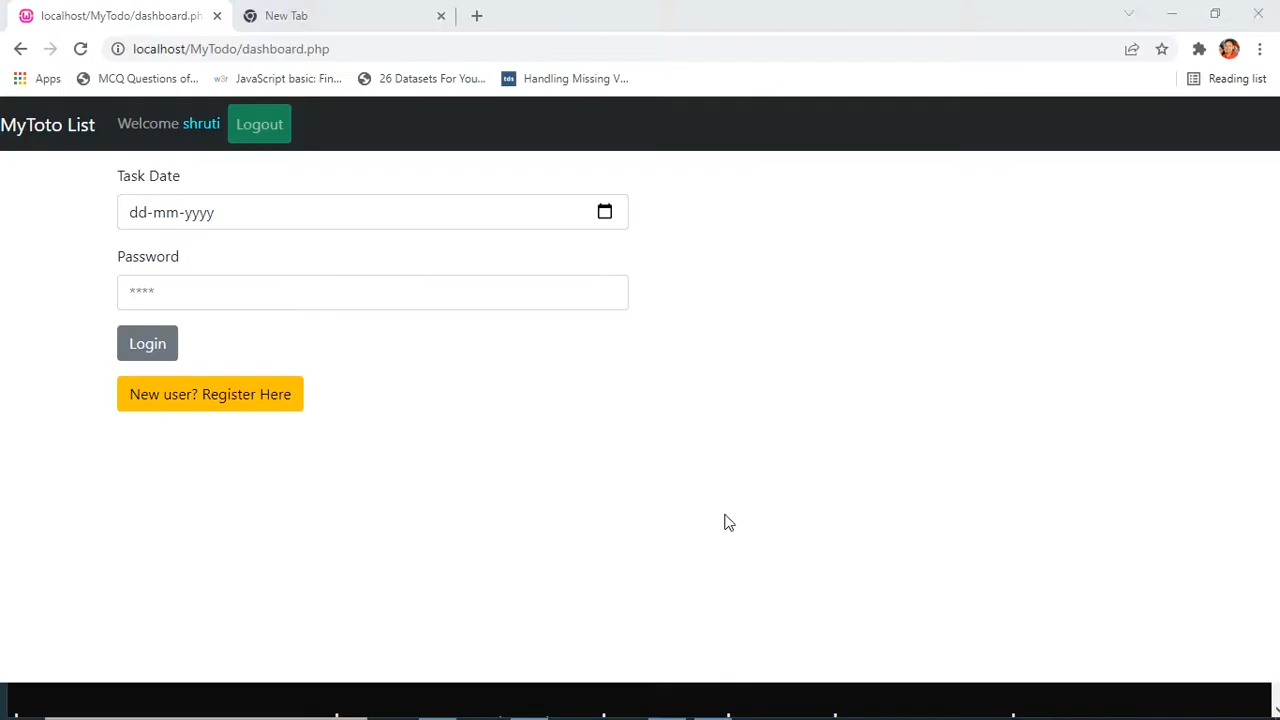 localhost/MyTodo/dashboard.ph
New Tab
localhost/MyTodo/dashboard.php
Apps
MCQ Questions of...
w3r
JavaScript basic: Fin...
26 Datasets For You...
tds
Handling Missing V...
Reading list
MyToto List
Welcome shruti
Logout
Task Date
dd-mm-yyyy
Password
****
Login
New user? Register Here